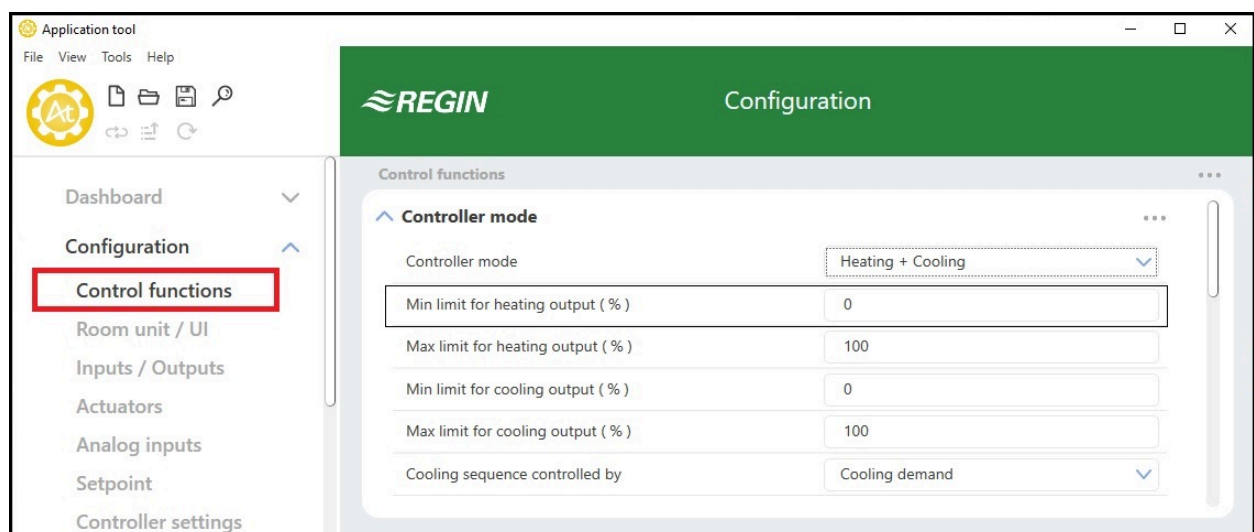 Application tool
File View Tools Help
At
REGIN
Configuration
Dashboard
Configuration
Control functions
Room unit / UI
Inputs / Outputs
Actuators
Analog inputs
Setpoint
Controller settings
Control functions
Controller mode
Controller mode Heating + Cooling
Min limit for heating output ( % ) 0
Max limit for heating output ( % ) 100
Min limit for cooling output ( % ) 0
Max limit for cooling output ( % ) 100
Cooling sequence controlled by Cooling demand